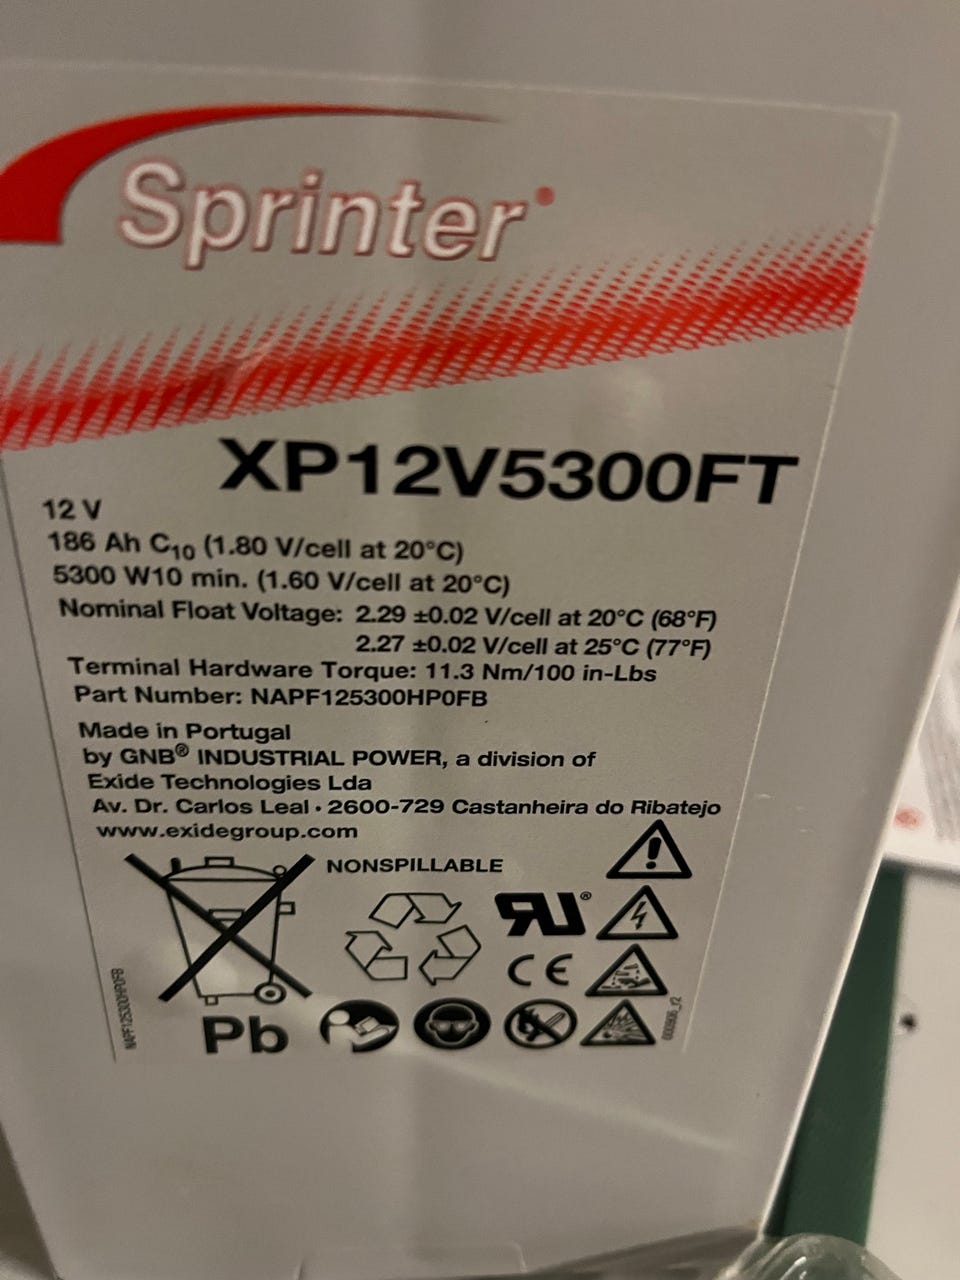 Sprinter®
XP12V5300FT
12 V
186 Ah C10 (1.80 V/cell at 20°C)
5300 W10 min. (1.60 V/cell at 20°C)
Nominal Float Voltage: 2.29 ±0.02 V/cell at 20°C (68°F)
2.27 ±0.02 V/cell at 25°C (77°F)
Terminal Hardware Torque: 11.3 Nm/100 in-Lbs
Part Number: NAPF125300HP0FB
Made in Portugal
by GNB® INDUSTRIAL POWER, a division of
Exide Technologies Lda
Av. Dr. Carlos Leal • 2600-729 Castanheira do Ribatejo
www.exidegroup.com
NONSPILLABLE
RU®
CE
Pb
NAPF125300HP0FB